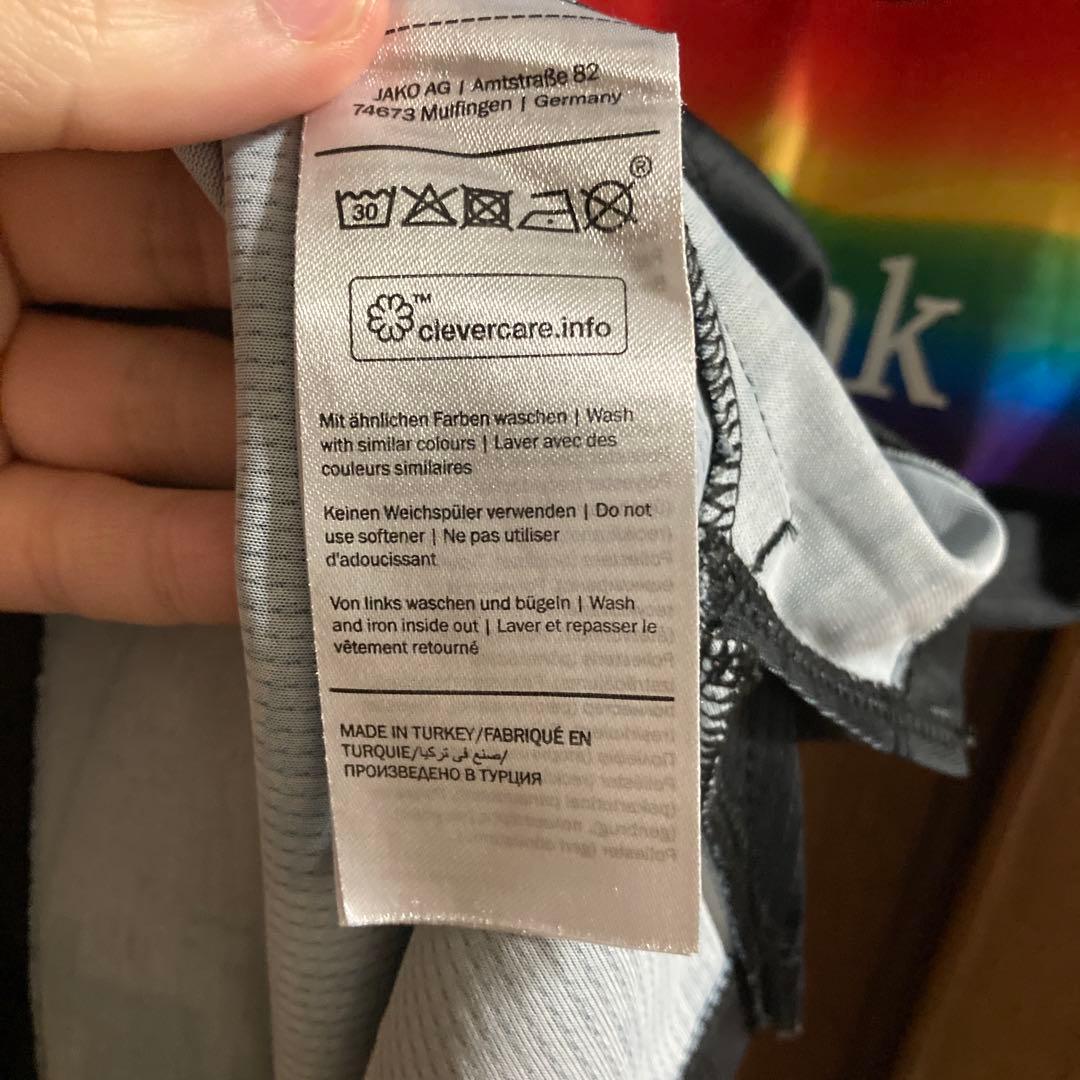 JAKO AG | Amtstraße 82
74673 Mulfingen | Germany
®
30
™
clevercare.info
Mit ähnlichen Farben waschen | Wash
with similar colours | Laver avec des
couleurs similaires
Keinen Weichspüler verwenden | Do not
use softener | Ne pas utiliser
d'adoucissant
Von links waschen und bügeln | Wash
and iron inside out | Laver et repasser le
vêtement retourné
MADE IN TURKEY/FABRIQUÉ EN
TURQUIE/صنع في تركيا/
ПРОИЗВЕДЕНО В ТУРЦИЯ